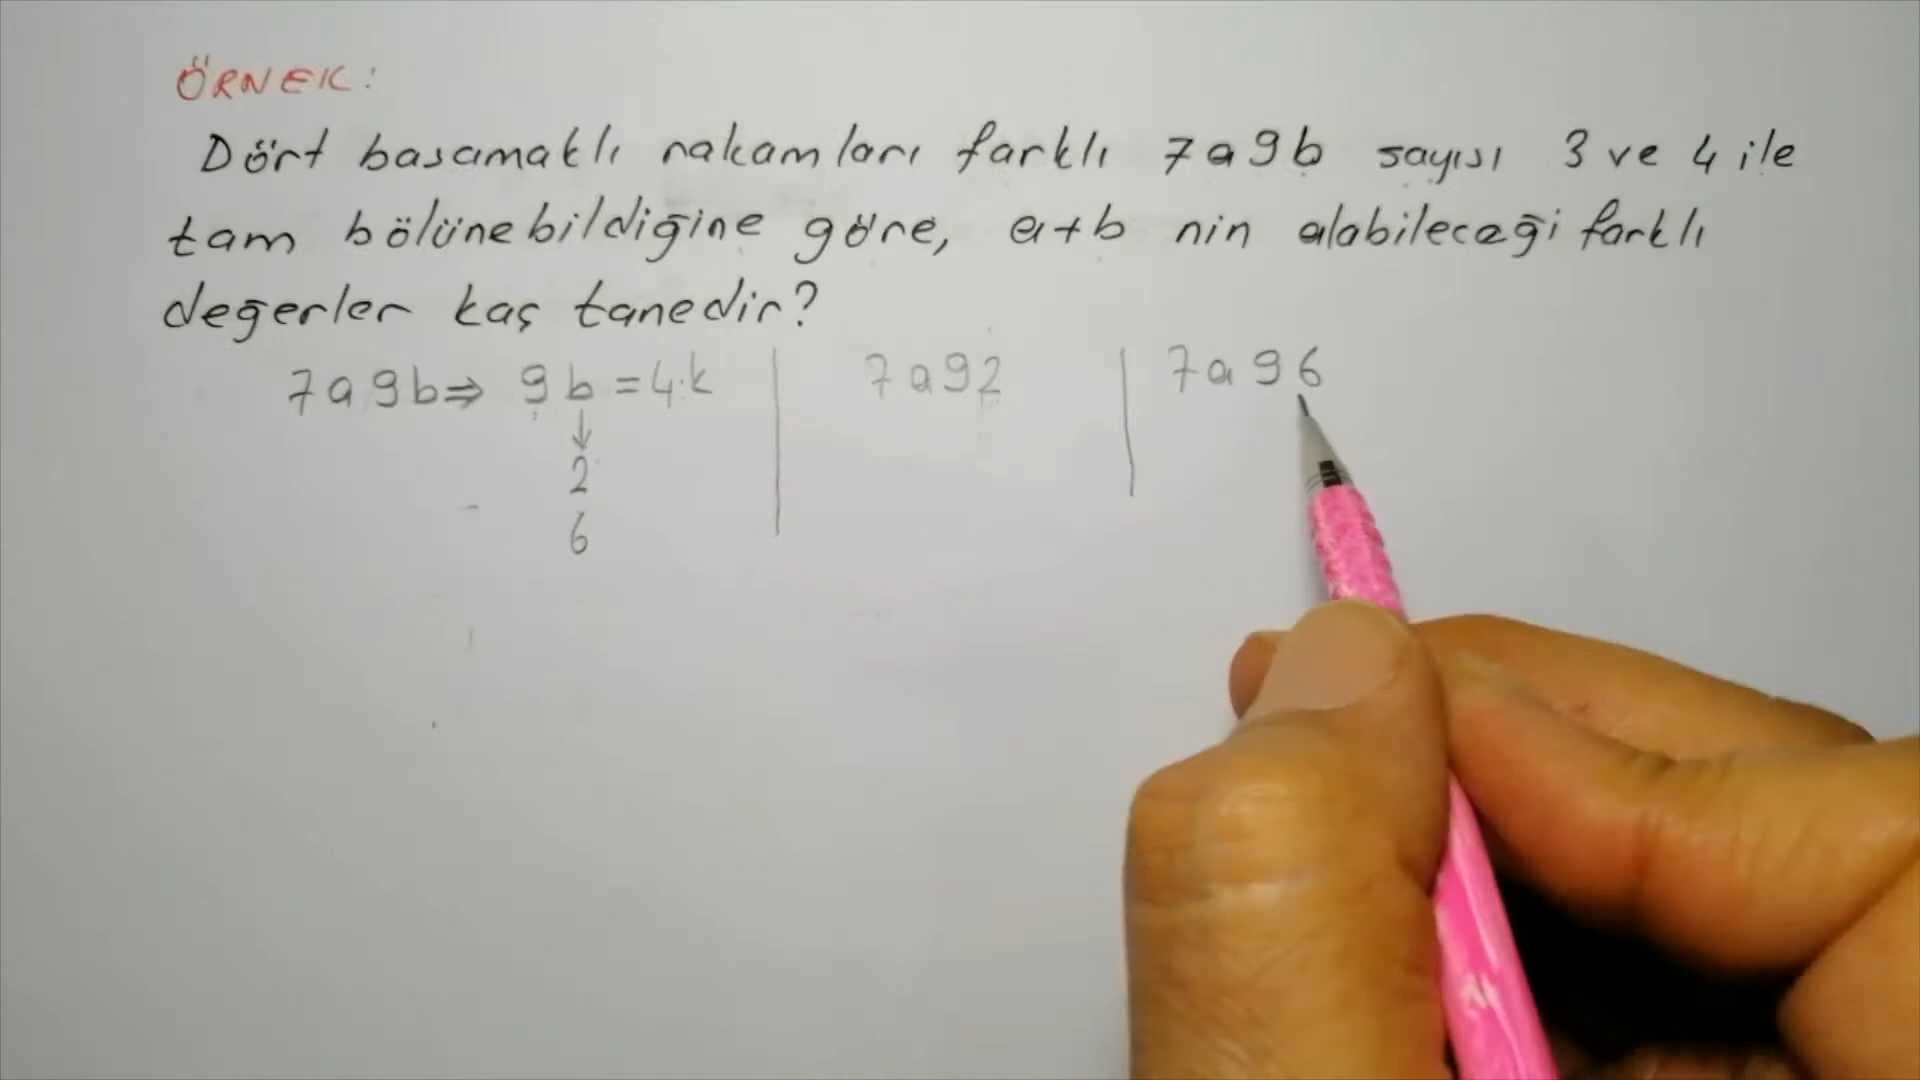 ÖRNEK:
Dört basamaklı rakamları farklı 7a9b sayısı 3 ve 4 ile
tam bölünebildiğine göre, a+b nin alabileceği farklı
değerler kaç tanedir?
7a9b⇒ 9b=4.k | 7a92 | 7a96
↓
2
6